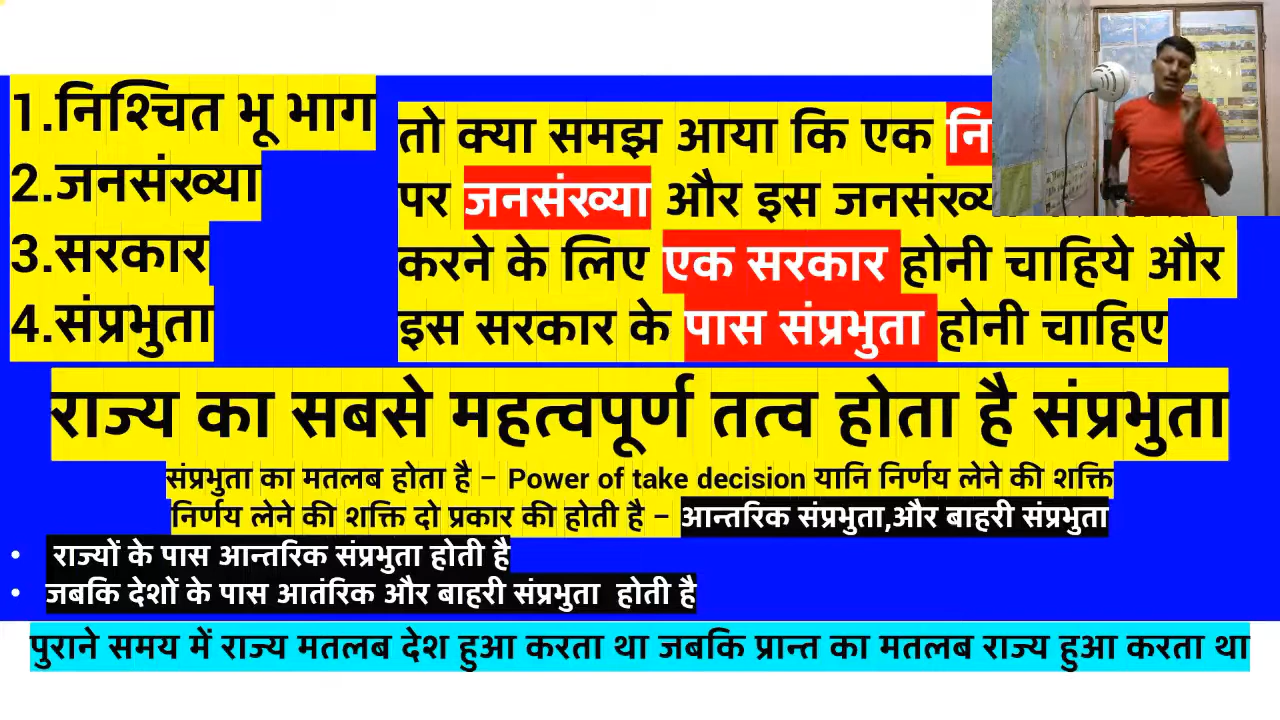 1.निश्चित भू भाग
2.जनसंख्या
3.सरकार
4.संप्रभुता
तो क्या समझ आया कि एक
पर जनसंख्या और इस
करने के लिए एक सरकार होनी चाहिये और
इस सरकार के पास संप्रभुता होनी चाहिए
राज्य का सबसे महत्वपूर्ण तत्व होता है संप्रभुता
संप्रभुता का मतलब होता है – Power of take decision यानि निर्णय लेने की शक्ति
निर्णय लेने की शक्ति दो प्रकार की होती है – आन्तरिक संप्रभुता,और बाहरी संप्रभुता
• राज्यों के पास आन्तरिक संप्रभुता होती है
• जबकि देशों के पास आतंरिक और बाहरी संप्रभुता होती है
पुराने समय में राज्य मतलब देश हुआ करता था जबकि प्रान्त का मतलब राज्य हुआ करता था